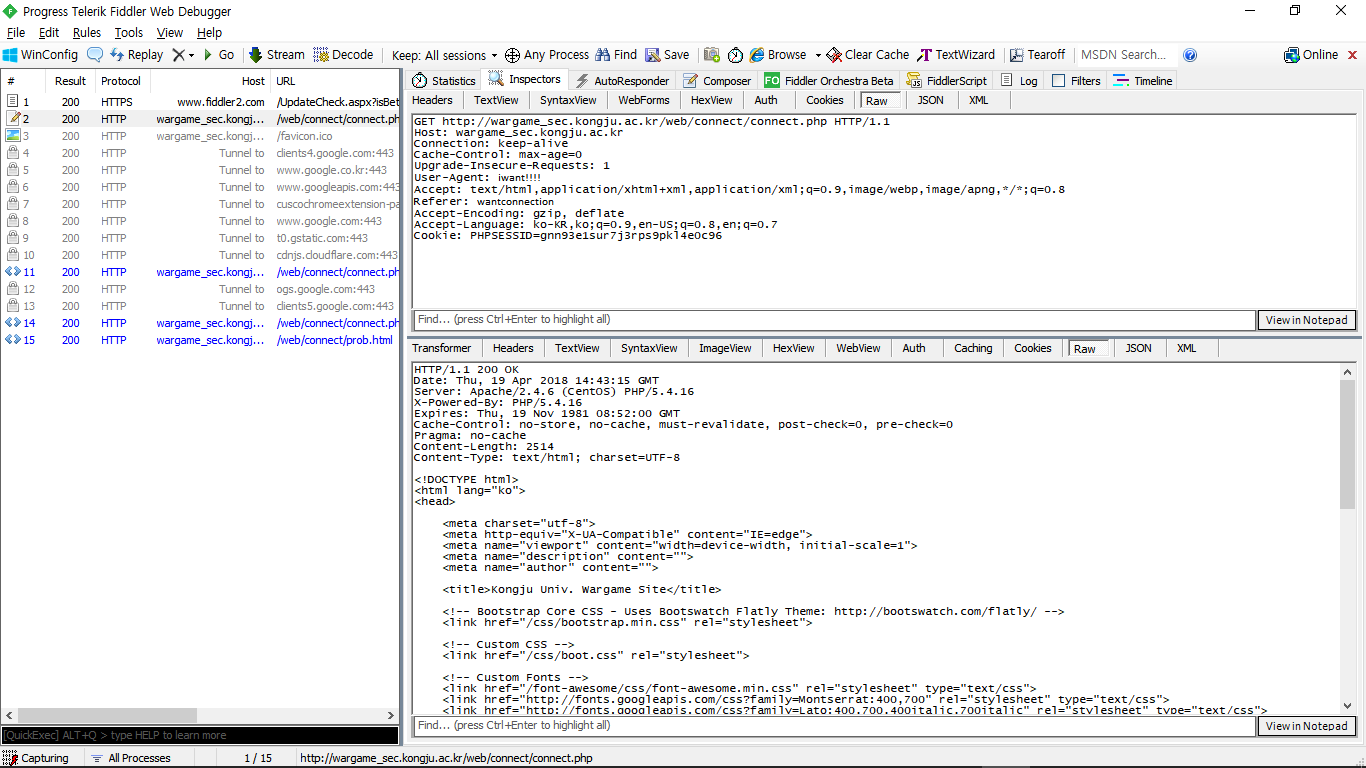 Progress Telerik Fiddler Web Debugger
File Edit Rules Tools View Help
WinConfig Replay Go Stream Decode Keep: All sessions Any Process Find Save Browse Clear Cache TextWizard Tearoff MSDN Search... Online
# Result Protocol Host URL
1 200 HTTPS www.fiddler2.com /UpdateCheck.aspx?isBet
2 200 HTTP wargame_sec.kongj... /web/connect/connect.ph
3 200 HTTP wargame_sec.kongj... /favicon.ico
4 200 HTTP Tunnel to clients4.google.com:443
5 200 HTTP Tunnel to www.google.co.kr:443
6 200 HTTP Tunnel to www.googleapis.com:443
7 200 HTTP Tunnel to cuscochromeextension-pa
8 200 HTTP Tunnel to www.google.com:443
9 200 HTTP Tunnel to t0.gstatic.com:443
10 200 HTTP Tunnel to cdnjs.cloudflare.com:443
11 200 HTTP wargame_sec.kongj... /web/connect/connect.ph
12 200 HTTP Tunnel to ogs.google.com:443
13 200 HTTP Tunnel to clients5.google.com:443
14 200 HTTP wargame_sec.kongj... /web/connect/connect.ph
15 200 HTTP wargame_sec.kongj... /web/connect/prob.html
[QuickExec] ALT+Q > type HELP to learn more
Statistics Inspectors AutoResponder Composer FO Fiddler Orchestra Beta FiddlerScript Log Filters Timeline
Headers TextView SyntaxView WebForms HexView Auth Cookies Raw JSON XML
GET http://wargame_sec.kongju.ac.kr/web/connect/connect.php HTTP/1.1
Host: wargame_sec.kongju.ac.kr
Connection: keep-alive
Cache-Control: max-age=0
Upgrade-Insecure-Requests: 1
User-Agent: iwant!!!!
Accept: text/html,application/xhtml+xml,application/xml;q=0.9,image/webp,image/apng,*/*;q=0.8
Referer: wantconnection
Accept-Encoding: gzip, deflate
Accept-Language: ko-KR,ko;q=0.9,en-US;q=0.8,en;q=0.7
Cookie: PHPSESSID=gnn93e1sur7j3rps9pkl4e0c96
Find... (press Ctrl+Enter to highlight all) View in Notepad
Transformer Headers TextView SyntaxView ImageView HexView WebView Auth Caching Cookies Raw JSON XML
HTTP/1.1 200 OK
Date: Thu, 19 Apr 2018 14:43:15 GMT
Server: Apache/2.4.6 (CentOS) PHP/5.4.16
X-Powered-By: PHP/5.4.16
Expires: Thu, 19 Nov 1981 08:52:00 GMT
Cache-Control: no-store, no-cache, must-revalidate, post-check=0, pre-check=0
Pragma: no-cache
Content-Length: 2514
Content-Type: text/html; charset=UTF-8
<!DOCTYPE html>
<html lang="ko">
<head>
<meta charset="utf-8">
<meta http-equiv="X-UA-Compatible" content="IE=edge">
<meta name="viewport" content="width=device-width, initial-scale=1">
<meta name="description" content="">
<meta name="author" content="">
<title>Kongju Univ. Wargame Site</title>
<!-- Bootstrap Core CSS - Uses Bootswatch Flatly Theme: http://bootswatch.com/flatly/ -->
<link href="/css/bootstrap.min.css" rel="stylesheet">
<!-- Custom CSS -->
<link href="/css/boot.css" rel="stylesheet">
<!-- Custom Fonts -->
<link href="/font-awesome/css/font-awesome.min.css" rel="stylesheet" type="text/css">
<link href="http://fonts.googleapis.com/css?family=Montserrat:400,700" rel="stylesheet" type="text/css">
<link href="http://fonts.googleapis.com/css?family=Lato:400,700,400italic,700italic" rel="stylesheet" type="text/css">
Find... (press Ctrl+Enter to highlight all) View in Notepad
Capturing All Processes 1 / 15 http://wargame_sec.kongju.ac.kr/web/connect/connect.php